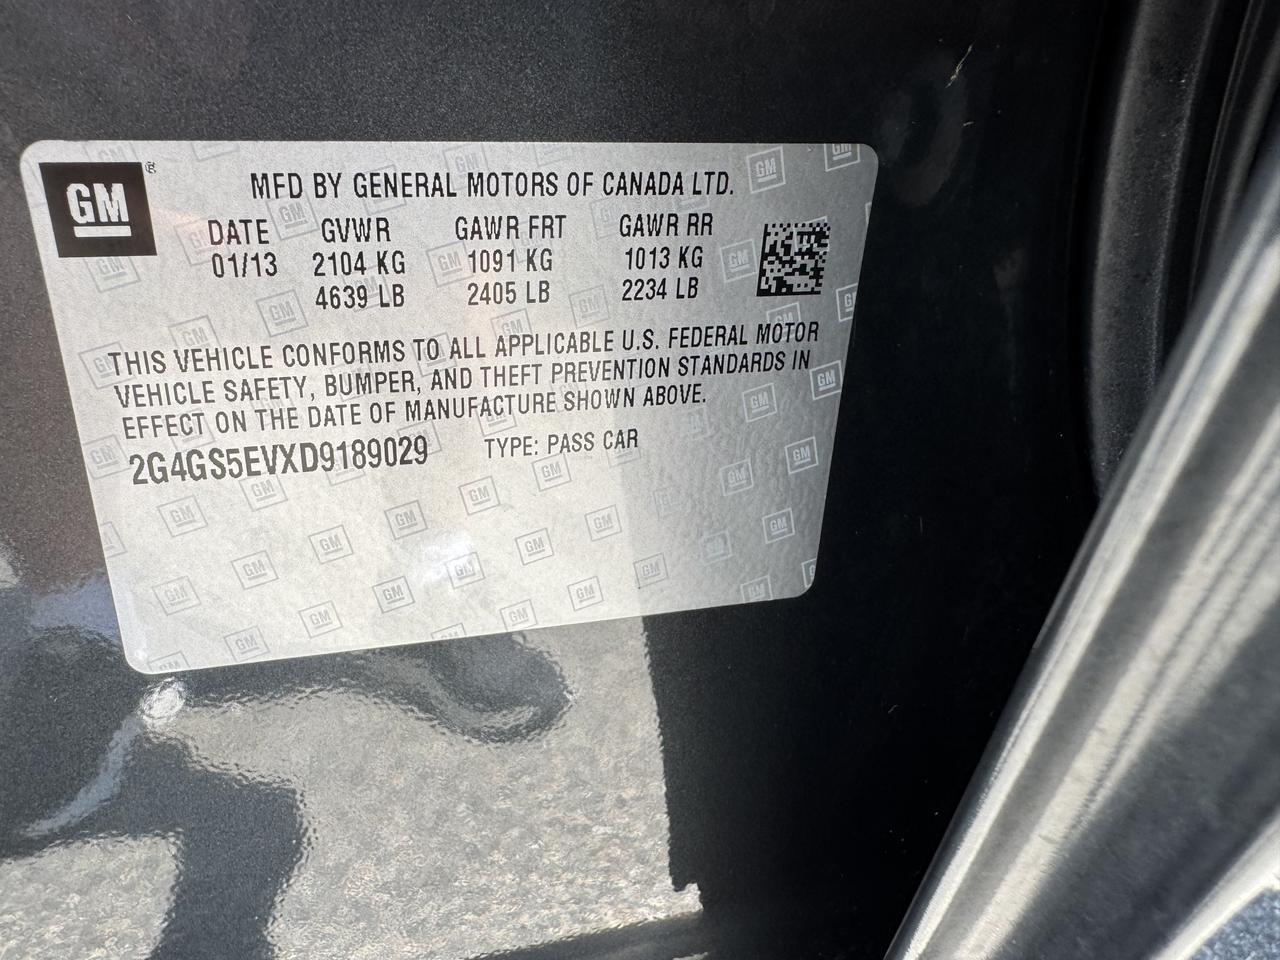 GM
MFD BY GENERAL MOTORS OF CANADA LTD.
DATE GVWR GAWR FRT GAWR RR
01/13 2104 KG 1091 KG 1013 KG
4639 LB 2405 LB 2234 LB
THIS VEHICLE CONFORMS TO ALL APPLICABLE U.S. FEDERAL MOTOR
VEHICLE SAFETY, BUMPER, AND THEFT PREVENTION STANDARDS IN
EFFECT ON THE DATE OF MANUFACTURE SHOWN ABOVE.
2G4GS5EVXD9189029 TYPE: PASS CAR